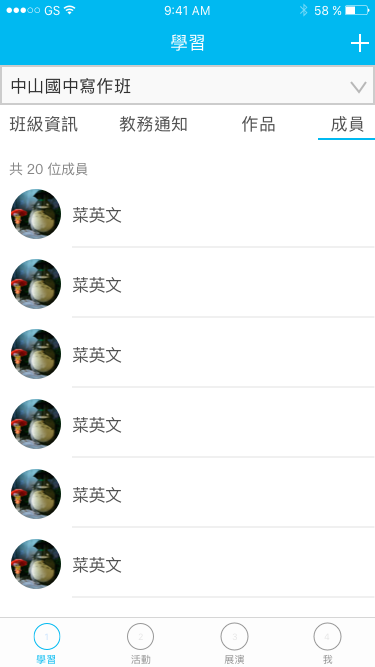 GS 9:41 AM 58 %
學習
中山國中寫作班
班級資訊 教務通知 作品 成員
共 20 位成員
菜英文
菜英文
菜英文
菜英文
菜英文
菜英文
1 2 3 4
學習 活動 展演 我